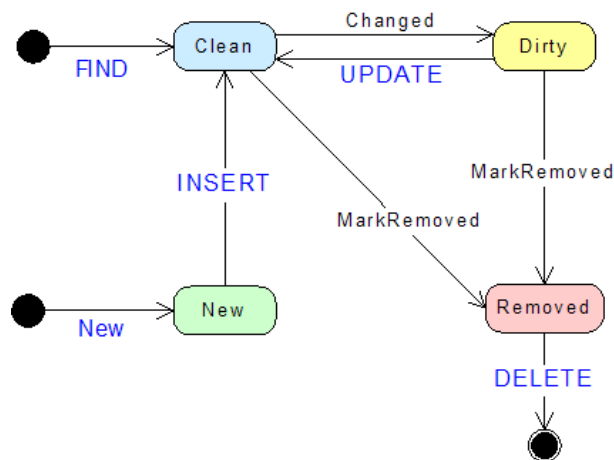 Changed
Clean
Dirty
FIND
UPDATE
INSERT
MarkRemoved
MarkRemoved
New
Removed
New
DELETE